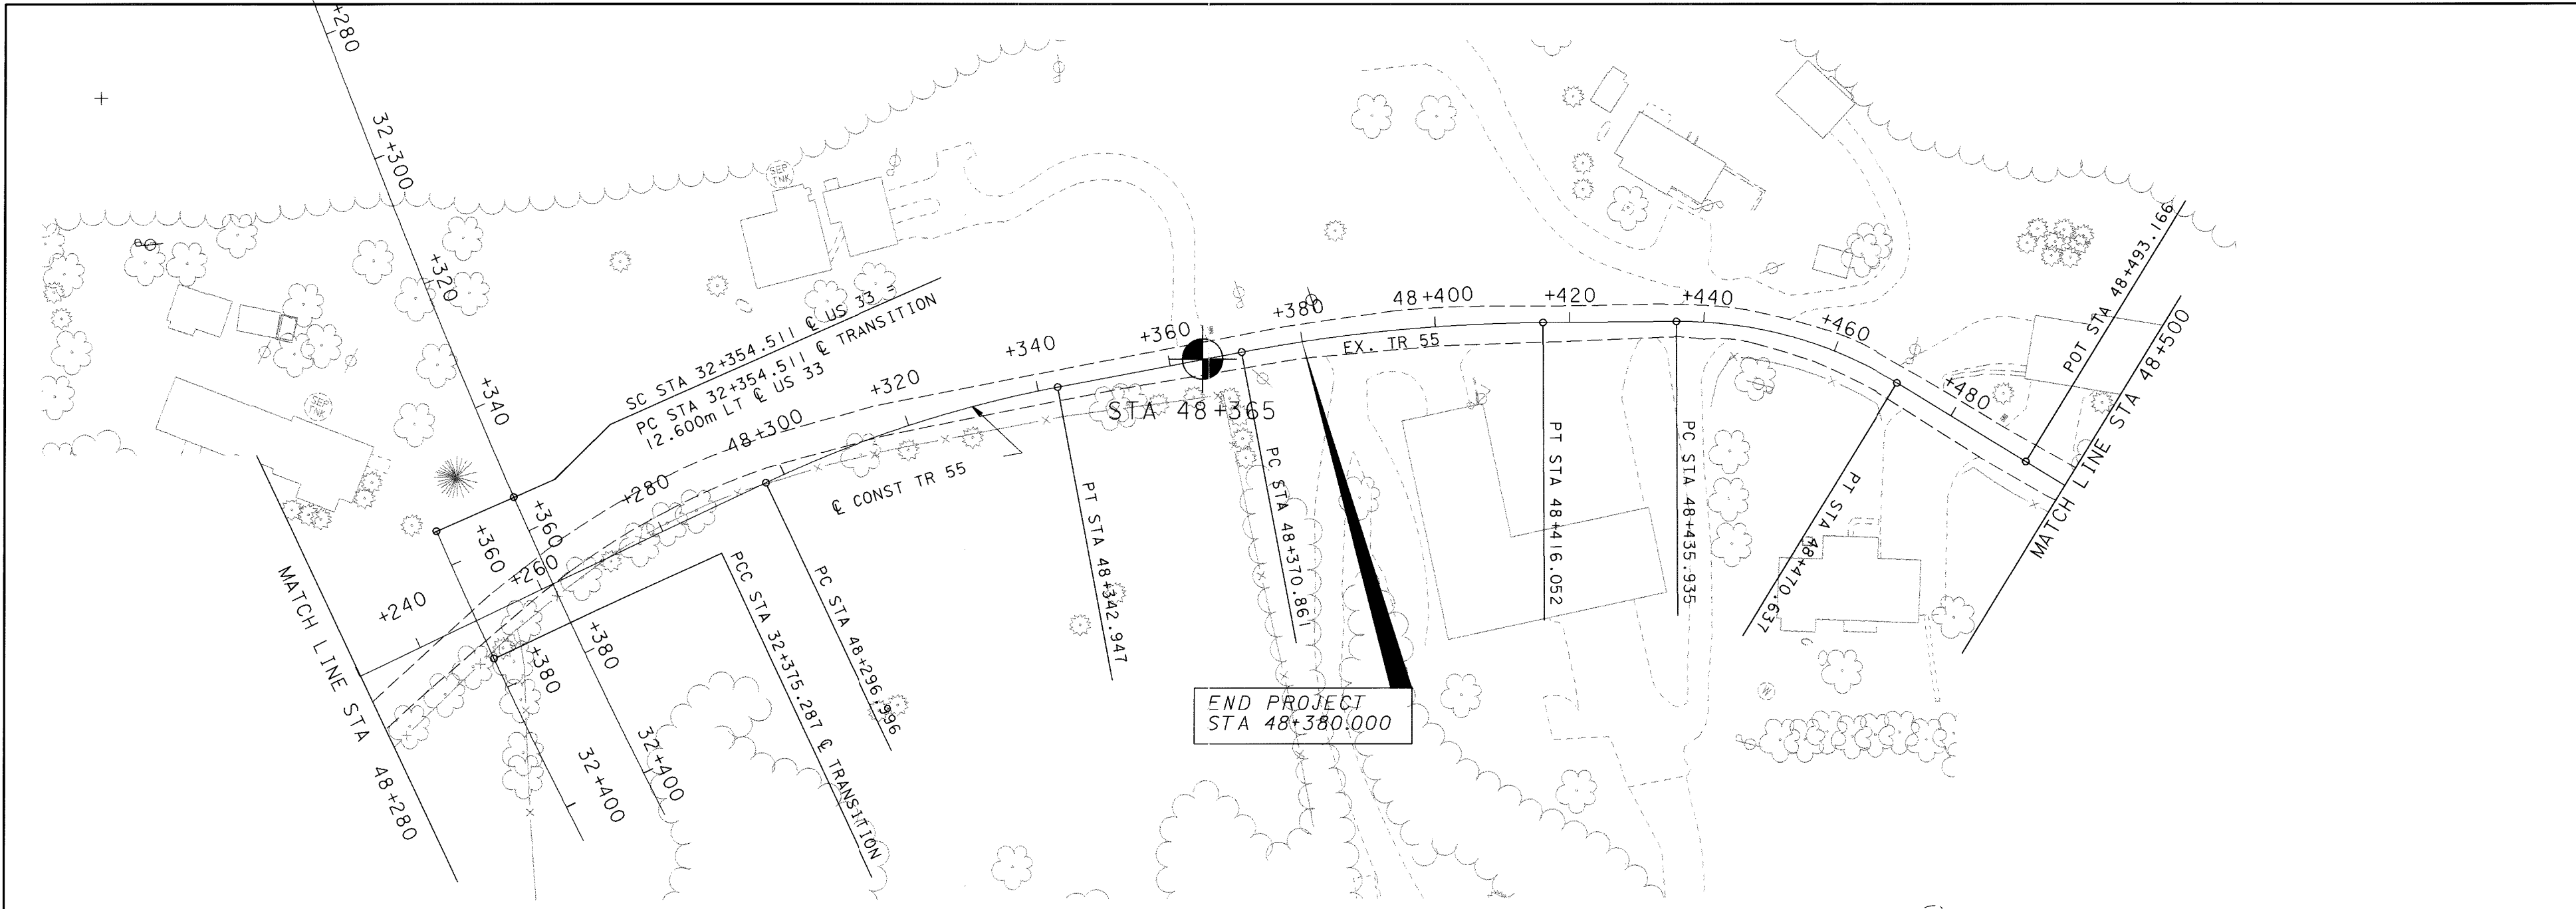 +280
32+300
+320
+340
+360
+380
32+400
SEP
TNK
SEP
TNK
SC STA 32+354.511 ℄ US 33 =
PC STA 32+354.511 ℄ TRANSITION
12.600m LT ℄ US 33
+360
+380
32+400
MATCH LINE STA 48+280
+240
+260
+280
48+300
+320
+340
+360
+380
48+400
+420
+440
+460
+480
℄ CONST TR 55
EX. TR 55
STA 48+365
PCC STA 32+375.287 ℄ TRANSITION
PC STA 48+296.996
PT STA 48+342.947
PC STA 48+370.861
PT STA 48+416.052
PC STA 48+435.935
PT STA 48+470.637
POT STA 48+493.166
MATCH LINE STA 48+500
END PROJECT
STA 48+380.000
W